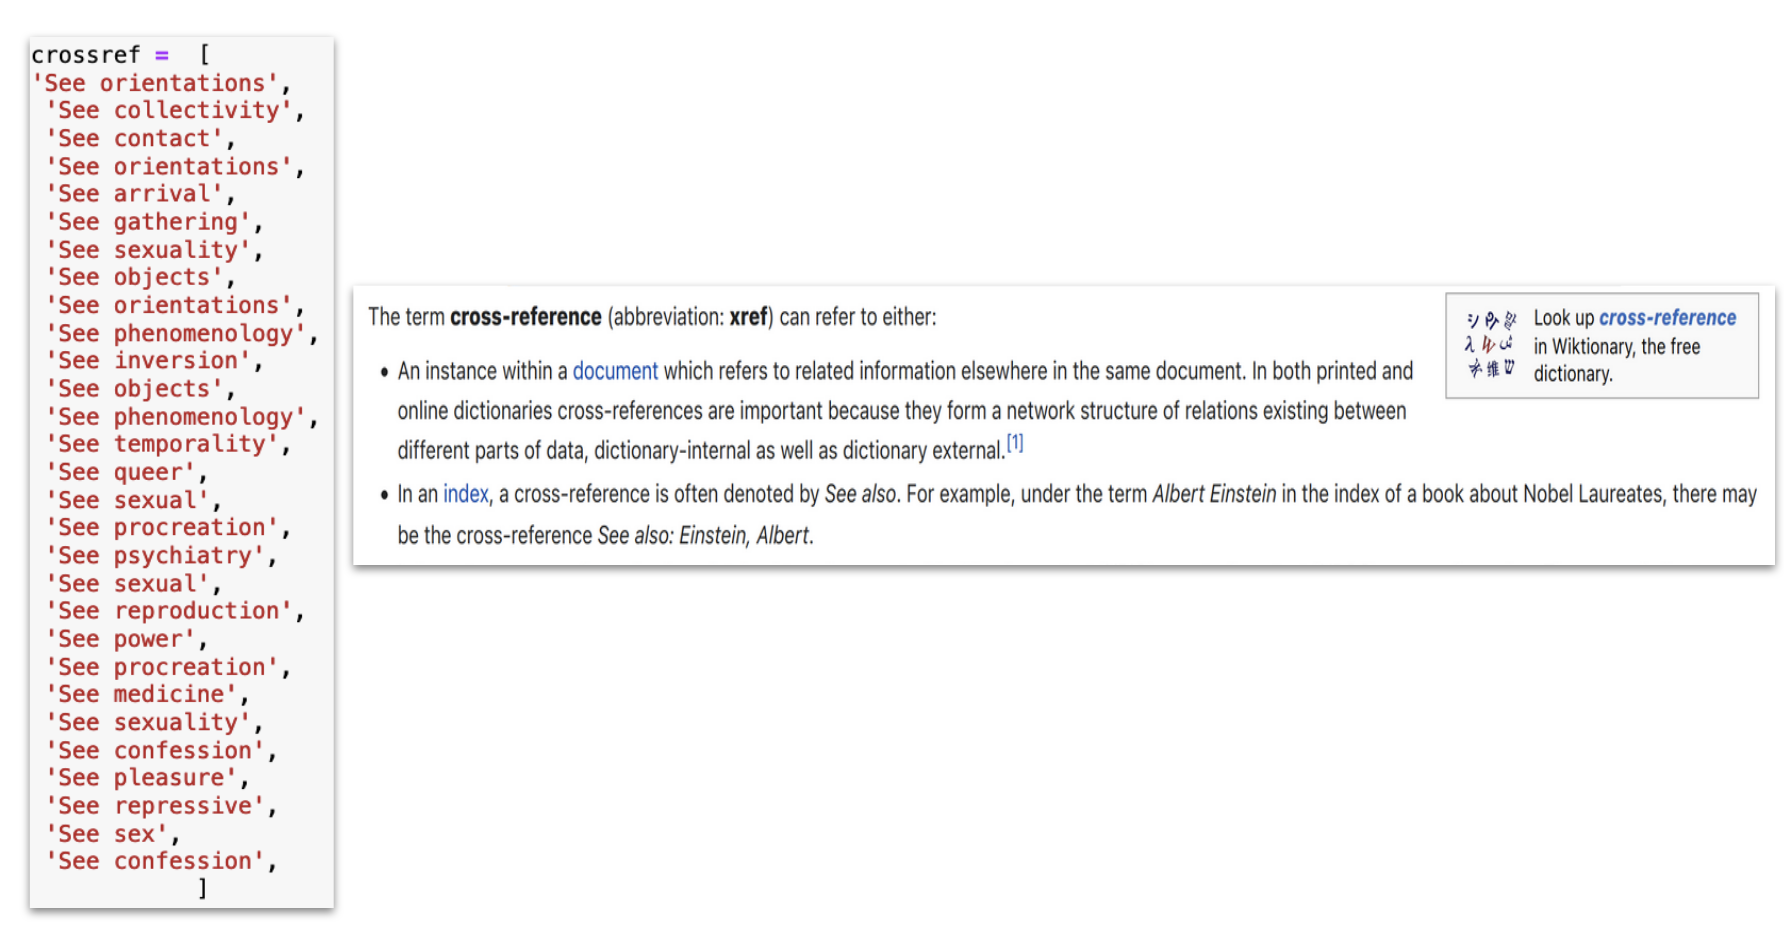 crossref =  [
'See orientations',
'See collectivity',
'See contact',
'See orientations',
'See arrival',
'See gathering',
'See sexuality',
'See objects',
'See orientations',
'See phenomenology',
'See inversion',
'See objects',
'See phenomenology',
'See temporality',
'See queer',
'See sexual',
'See procreation',
'See psychiatry',
'See sexual',
'See reproduction',
'See power',
'See procreation',
'See medicine',
'See sexuality',
'See confession',
'See pleasure',
'See repressive',
'See sex',
'See confession',
]
The term cross-reference (abbreviation: xref) can refer to either:
• An instance within a document which refers to related information elsewhere in the same document. In both printed and
online dictionaries cross-references are important because they form a network structure of relations existing between
different parts of data, dictionary-internal as well as dictionary external.[1]
• In an index, a cross-reference is often denoted by See also. For example, under the term Albert Einstein in the index of a book about Nobel Laureates, there may
be the cross-reference See also: Einstein, Albert.
Look up cross-reference
in Wiktionary, the free
dictionary.